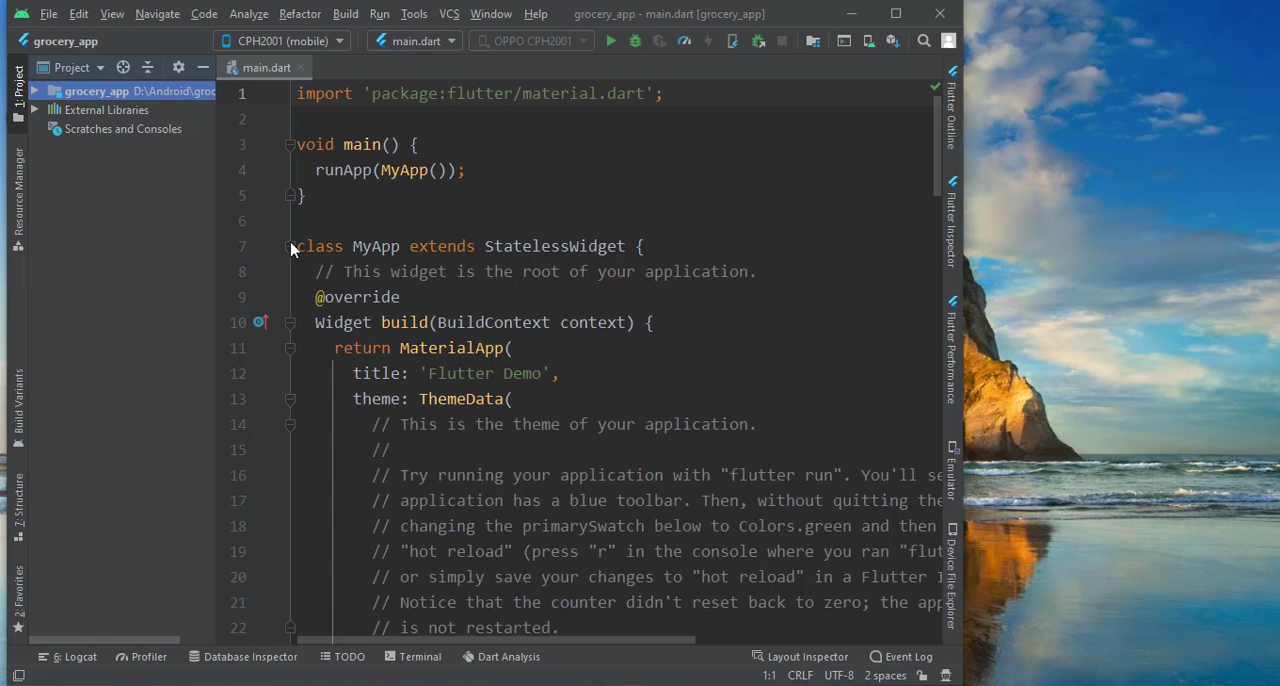 File Edit View Navigate Code Analyze Refactor Build Run Tools VCS Window Help grocery_app - main.dart [grocery_app]
grocery_app CPH2001 (mobile) main.dart OPPO CPH2001
1: Project
Project
main.dart
grocery_app D:\Android\groc
External Libraries
Scratches and Consoles
Resource Manager
Build Variants
7: Structure
2: Favorites
1 import 'package:flutter/material.dart';
2
3 void main() {
4 runApp(MyApp());
5 }
6
7 class MyApp extends StatelessWidget {
8 // This widget is the root of your application.
9 @override
10 Widget build(BuildContext context) {
11 return MaterialApp(
12 title: 'Flutter Demo',
13 theme: ThemeData(
14 // This is the theme of your application.
15 //
16 // Try running your application with "flutter run". You'll se
17 // application has a blue toolbar. Then, without quitting the
18 // changing the primarySwatch below to Colors.green and then
19 // "hot reload" (press "r" in the console where you ran "flut
20 // or simply save your changes to "hot reload" in a Flutter I
21 // Notice that the counter didn't reset back to zero; the app
22 // is not restarted.
Flutter Outline
Flutter Inspector
Flutter Performance
Emulator
Device File Explorer
6: Logcat Profiler Database Inspector TODO Terminal Dart Analysis Layout Inspector Event Log
1:1 CRLF UTF-8 2 spaces